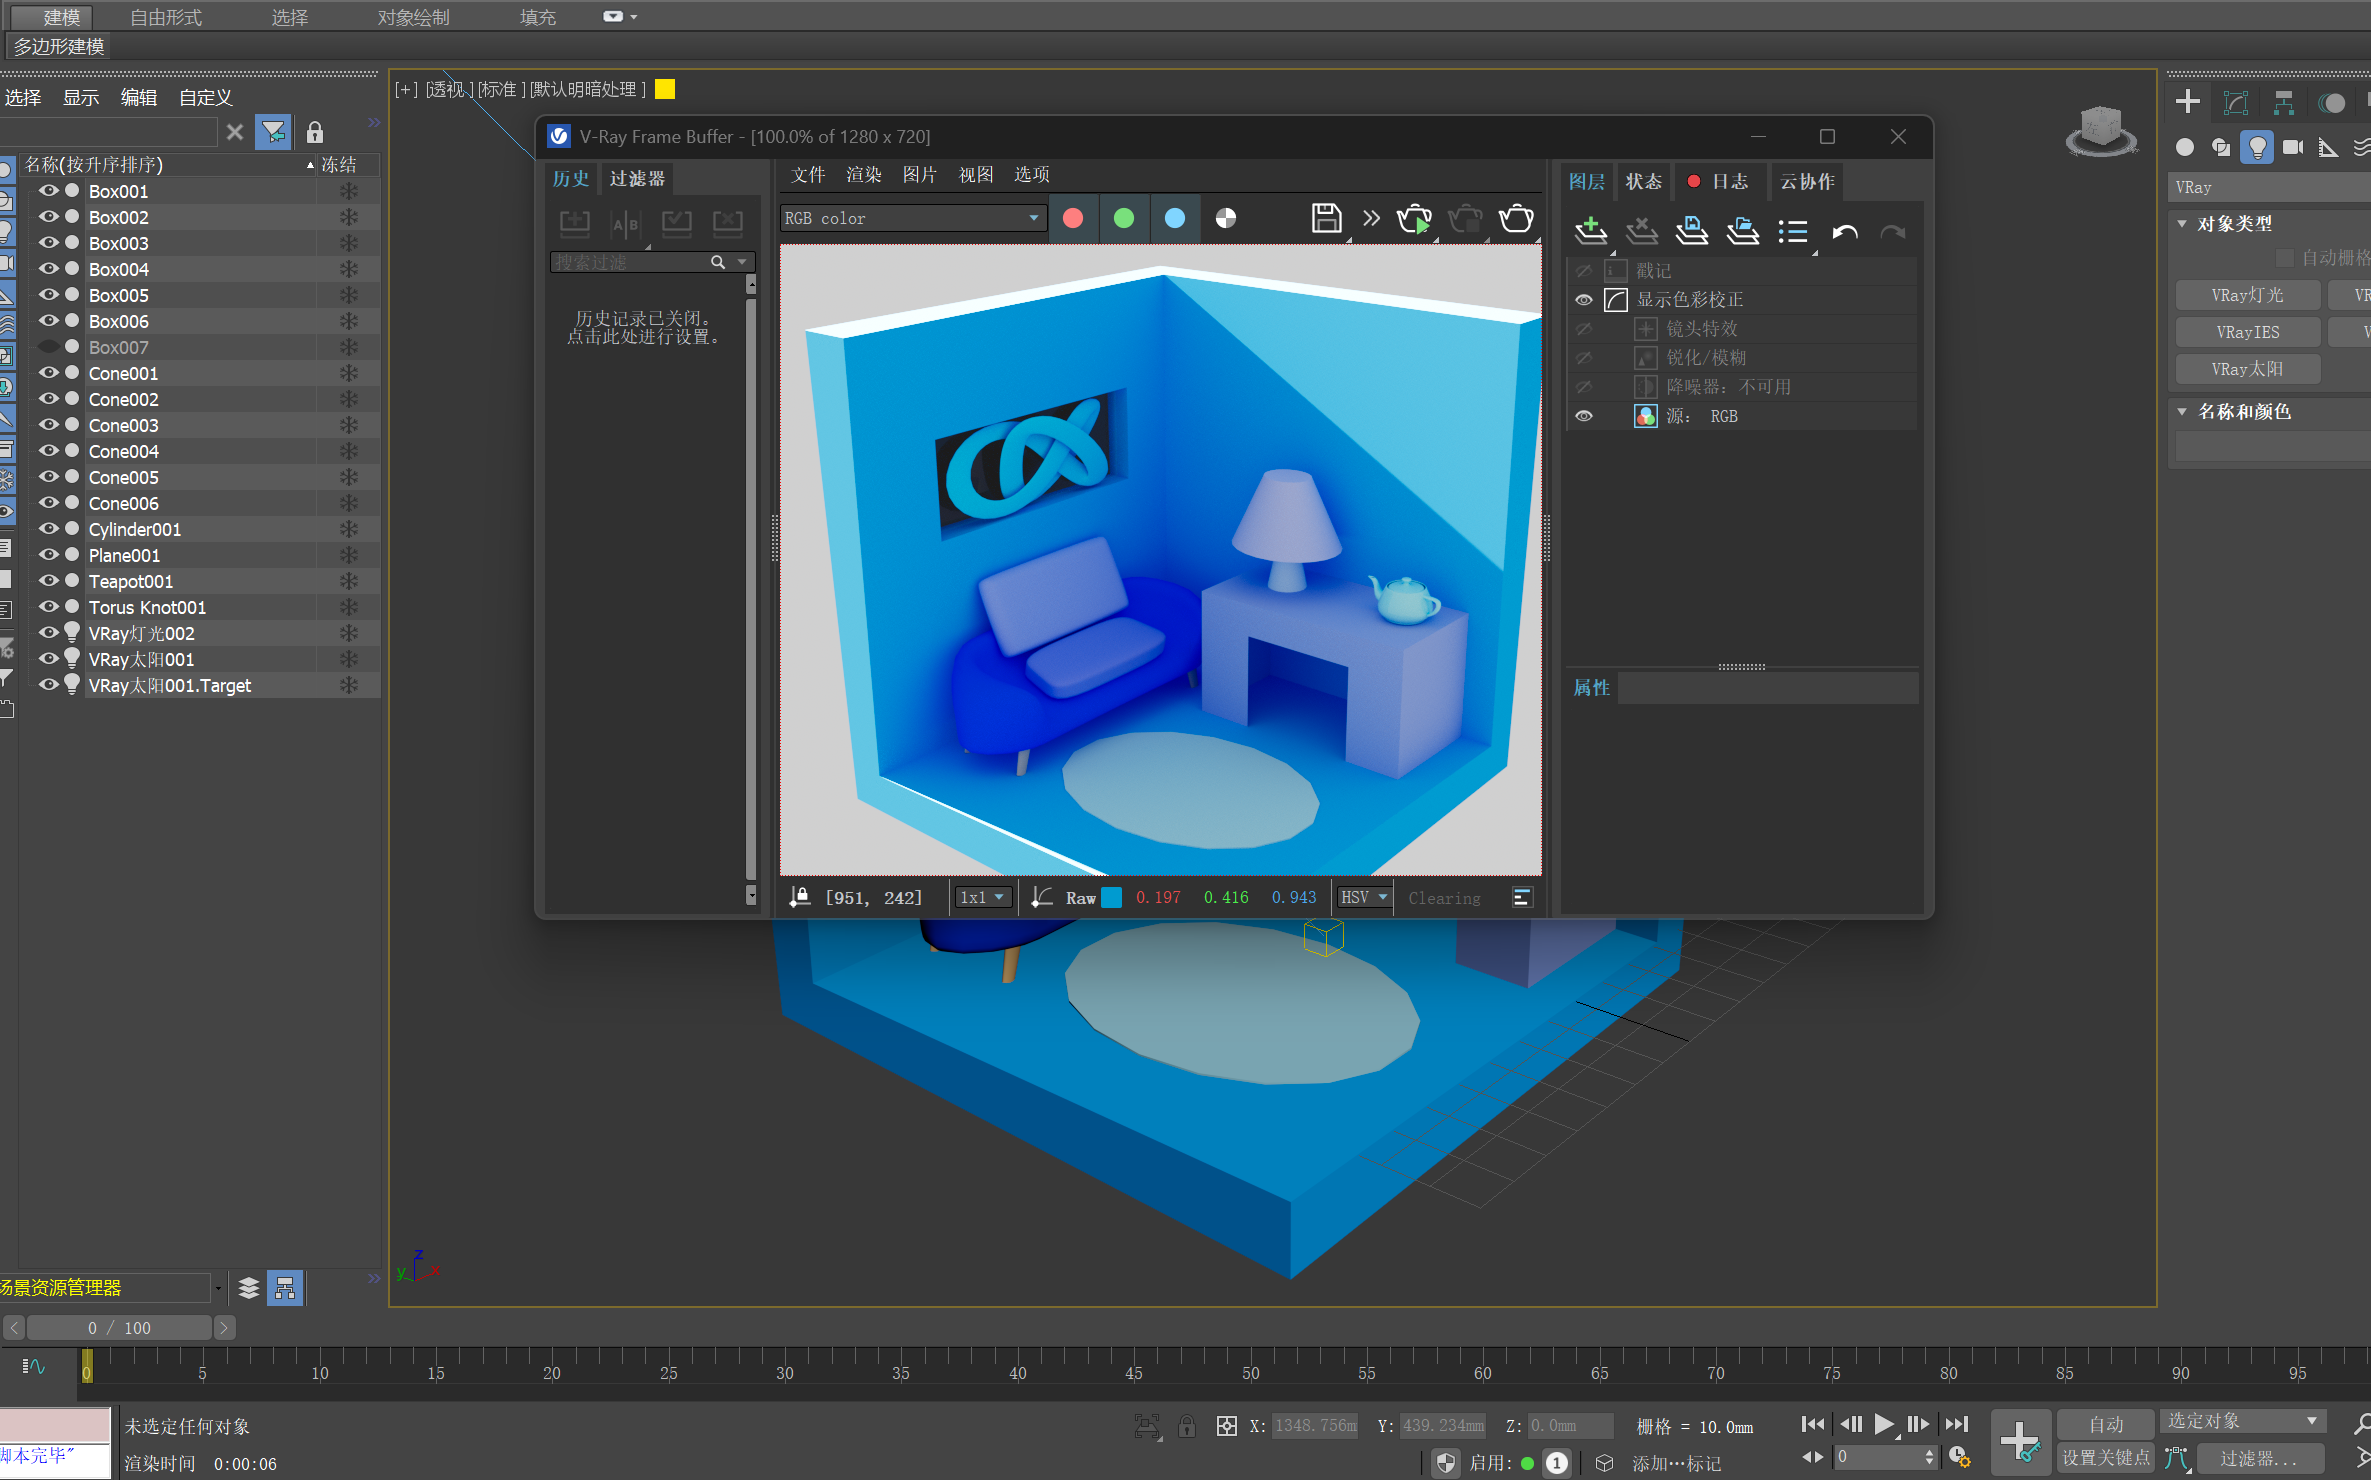 建模 自由形式 选择 对象绘制 填充
多边形建模
选择 显示 编辑 自定义
名称(按升序排序) 冻结
Box001
Box002
Box003
Box004
Box005
Box006
Box007
Cone001
Cone002
Cone003
Cone004
Cone005
Cone006
Cylinder001
Plane001
Teapot001
Torus Knot001
VRay灯光002
VRay太阳001
VRay太阳001.Target
场景资源管理器
[+] [透视] [标准] [默认明暗处理]
V-Ray Frame Buffer - [100.0% of 1280 x 720]
历史 过滤器
搜索过滤
历史记录已关闭。
点击此处进行设置。
文件 渲染 图片 视图 选项
RGB color
[951, 242] 1x1 Raw 0.197 0.416 0.943 HSV Clearing
图层 状态 日志 云协作
戳记
显示色彩校正
镜头特效
锐化/模糊
降噪器: 不可用
源: RGB
属性
VRay
对象类型
自动栅格
VRay灯光
VRayIES
VRay太阳
名称和颜色
z
y x
0 / 100
0 5 10 15 20 25 30 35 40 45 50 55 60 65 70 75 80 85 90 95
脚本完毕"
未选定任何对象
渲染时间 0:00:06
X: 1348.756m Y: 439.234mm Z: 0.0mm 栅格 = 10.0mm
启用: 1 添加…标记
0
自动 选定对象
设置关键点 过滤器...